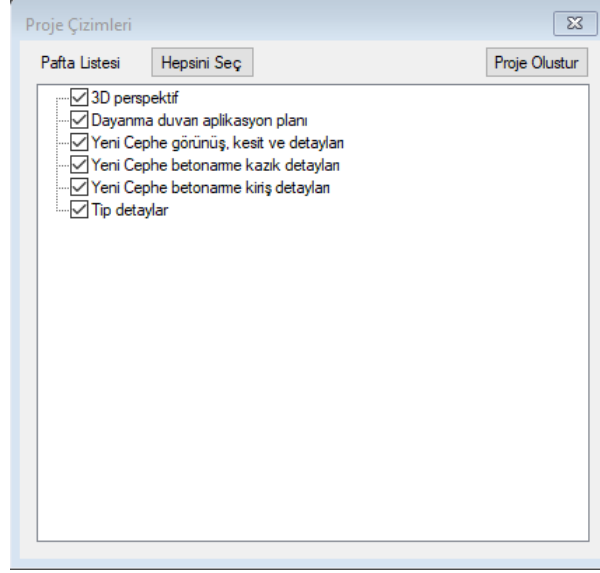 Proje Çizimleri
Pafta Listesi Hepsini Seç Proje Olustur
3D perspektif
Dayanma duvarı aplikasyon planı
Yeni Cephe görünüş, kesit ve detayları
Yeni Cephe betonarme kazık detayları
Yeni Cephe betonarme kiriş detayları
Tip detaylar